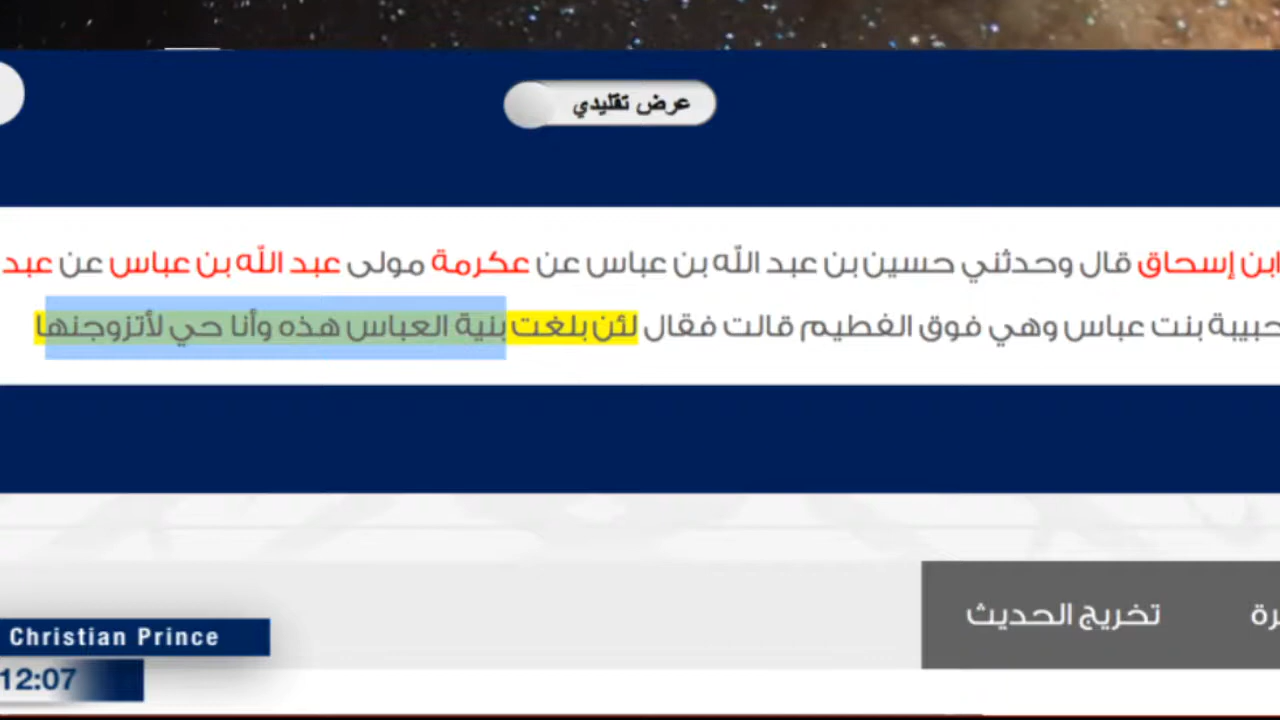 عرض تقليدي
ابن إسحاق قال وحدثني حسين بن عبد الله بن عباس عن عكرمة مولى عبد الله بن عباس عن عبد
حبيبة بنت عباس وهي فوق الفطيم قالت فقال لئن بلغت بنية العباس هذه وأنا حي لأتزوجنها
تخريج الحديث
Christian Prince
12:07